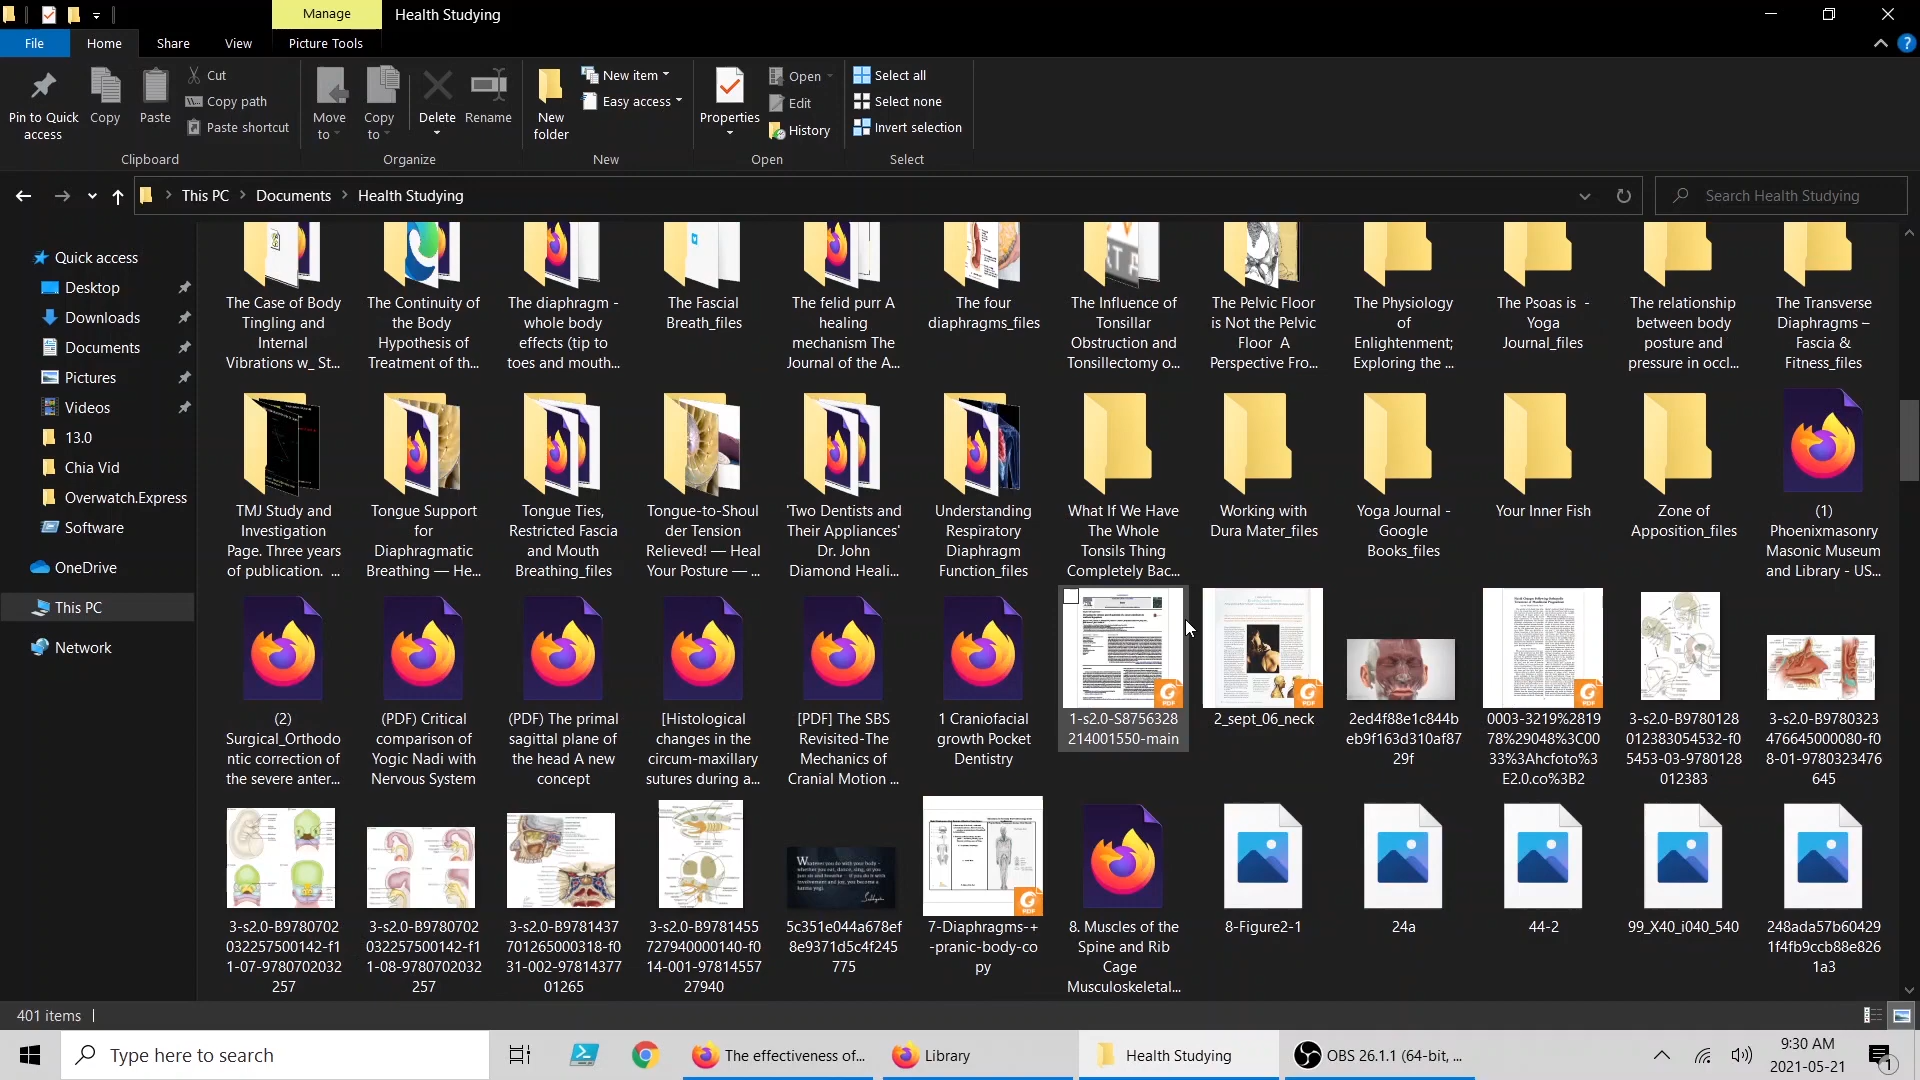 Manage
Health Studying
File
Home
Share
View
Picture Tools
Pin to Quick access
Copy
Paste
Cut
Copy path
Paste shortcut
Clipboard
Move to
Copy to
Delete
Rename
Organize
New folder
New item
Easy access
New
Properties
Open
Edit
History
Open
Select all
Select none
Invert selection
Select
This PC
Documents
Health Studying
Search Health Studying
Quick access
Desktop
Downloads
Documents
Pictures
Videos
13.0
Chia Vid
Overwatch.Express
Software
OneDrive
This PC
Network
The Case of Body
Tingling and
Internal
Vibrations w_ St...
The Continuity of
the Body
Hypothesis of
Treatment of th...
The diaphragm -
whole body
effects (tip to
toes and mouth...
The Fascial
Breath_files
The felid purr A
healing
mechanism The
Journal of the A...
The four
diaphragms_files
The Influence of
Tonsillar
Obstruction and
Tonsillectomy o...
The Pelvic Floor
is Not the Pelvic
Floor A
Perspective Fro...
The Physiology
of
Enlightenment;
Exploring the ...
The Psoas is -
Yoga
Journal_files
The relationship
between body
posture and
pressure in occl...
The Transverse
Diaphragms –
Fascia &
Fitness_files
TMJ Study and
Investigation
Page. Three years
of publication. ...
Tongue Support
for
Diaphragmatic
Breathing — He...
Tongue Ties,
Restricted Fascia
and Mouth
Breathing_files
Tongue-to-Shoul
der Tension
Relieved! — Heal
Your Posture — ...
'Two Dentists and
Their Appliances'
Dr. John
Diamond Heali...
Understanding
Respiratory
Diaphragm
Function_files
What If We Have
The Whole
Tonsils Thing
Completely Bac...
Working with
Dura Mater_files
Yoga Journal -
Google
Books_files
Your Inner Fish
Zone of
Apposition_files
(1)
Phoenixmasonry
Masonic Museum
and Library - US...
(2)
Surgical_Orthodo
ntic correction of
the severe anter...
(PDF) Critical
comparison of
Yogic Nadi with
Nervous System
(PDF) The primal
sagittal plane of
the head A new
concept
[Histological
changes in the
circum-maxillary
sutures during a...
[PDF] The SBS
Revisited-The
Mechanics of
Cranial Motion ...
1 Craniofacial
growth Pocket
Dentistry
1-s2.0-S8756328
214001550-main
2_sept_06_neck
2ed4f88e1c844b
eb9f163d310af87
29f
0003-3219%2819
78%29048%3C00
33%3Ahcfoto%3
E2.0.co%3B2
3-s2.0-B9780128
012383054532-f0
5453-03-9780128
012383
3-s2.0-B9780323
476645000080-f0
8-01-9780323476
645
3-s2.0-B9780702
032257500142-f1
1-07-9780702032
257
3-s2.0-B9780702
032257500142-f1
1-08-9780702032
257
3-s2.0-B9781437
701265000318-f0
31-002-97814377
01265
3-s2.0-B9781455
727940000140-f0
14-001-97814557
27940
5c351e044a678ef
8e9371d5c4f245
775
7-Diaphragms-+
-pranic-body-co
py
8. Muscles of the
Spine and Rib
Cage
Musculoskeletal...
8-Figure2-1
24a
44-2
99_X40_i040_540
248ada57b60429
1f4fb9ccb88e826
1a3
401 items
Type here to search
The effectiveness of...
Library
Health Studying
OBS 26.1.1 (64-bit, ...
9:30 AM
2021-05-21
1